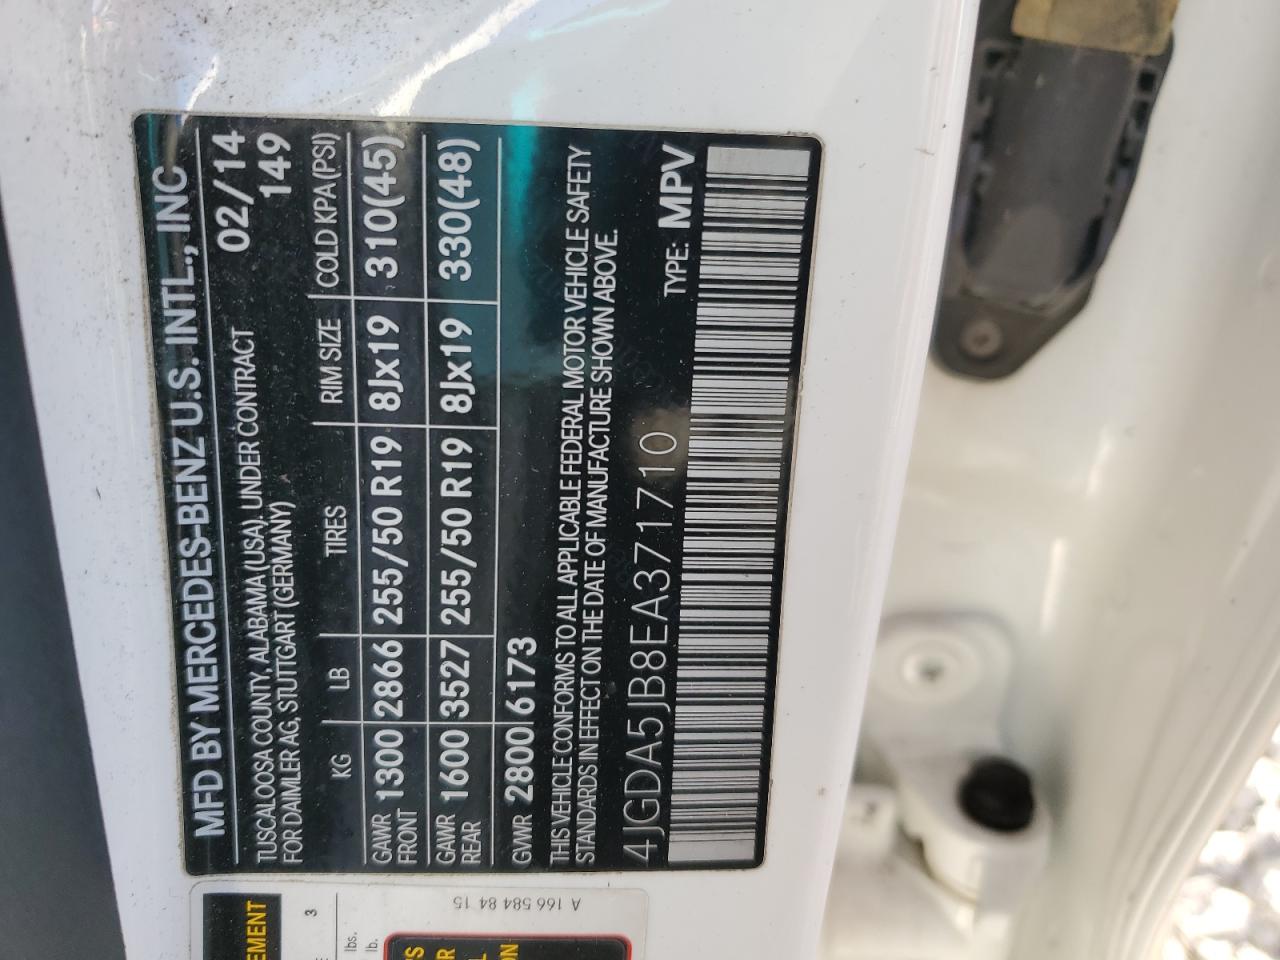 MFD BY MERCEDES-BENZ U.S. INTL., INC
TUSCALOOSA COUNTY, ALABAMA (USA). UNDER CONTRACT 02/14
FOR DAIMLER AG, STUTTGART (GERMANY) 149
KG LB TIRES RIM SIZE COLD KPA(PSI)
GAWR FRONT 1300 2866 255/50 R19 8Jx19 310(45)
GAWR REAR 1600 3527 255/50 R19 8Jx19 330(48)
GVWR 2800 6173
THIS VEHICLE CONFORMS TO ALL APPLICABLE FEDERAL MOTOR VEHICLE SAFETY
STANDARDS IN EFFECT ON THE DATE OF MANUFACTURE SHOWN ABOVE.
4JGDA5JB8EA371710 TYPE: MPV
A 166 584 84 15
EMENT
3
lbs.
lb.